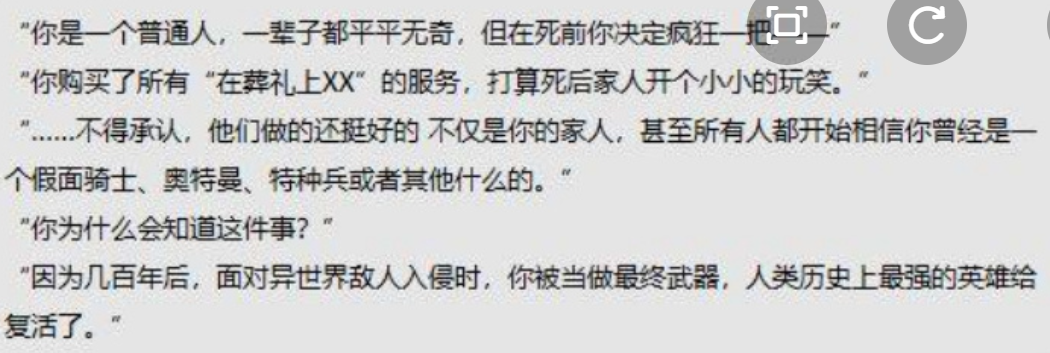 “你是一个普通人，一辈子都平平无奇，但在死前你决定疯狂一把——”
“你购买了所有“在葬礼上XX”的服务，打算死后家人开个小小的玩笑。”
“......不得承认，他们做的还挺好的 不仅是你的家人，甚至所有人都开始相信你曾经是一
个假面骑士、奥特曼、特种兵或者其他什么的。”
“你为什么会知道这件事？”
“因为几百年后，面对异世界敌人入侵时，你被当做最终武器，人类历史上最强的英雄给
复活了。”